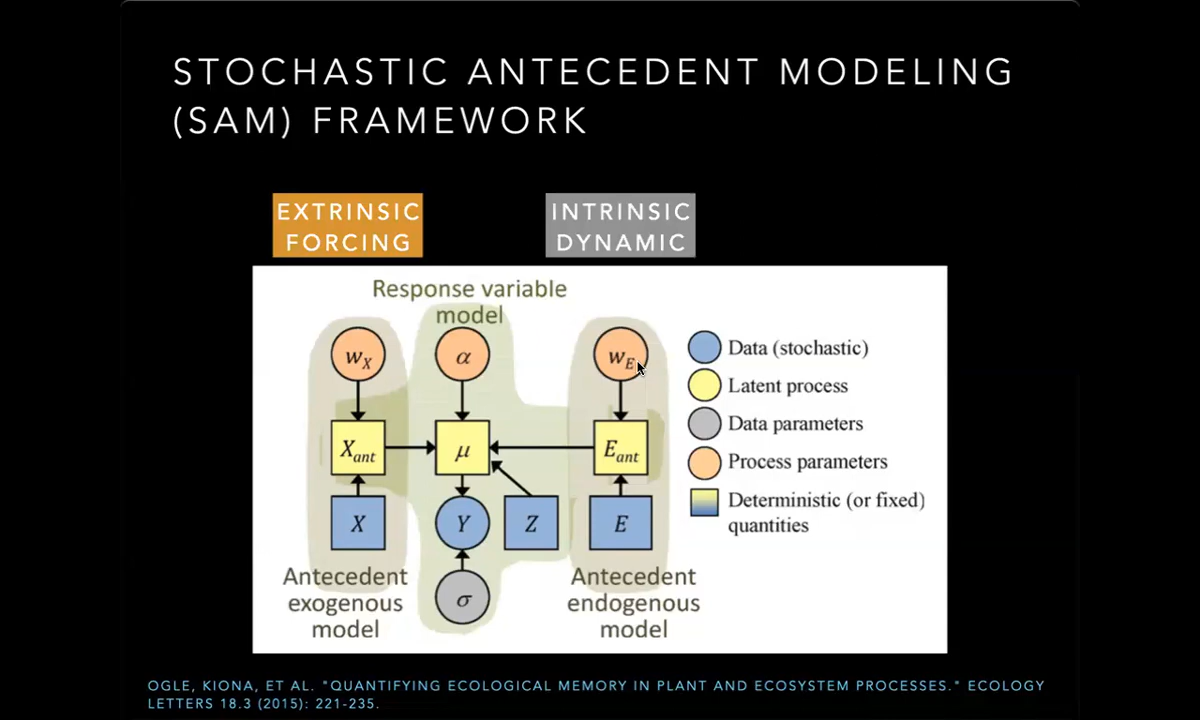 STOCHASTIC ANTECEDENT MODELING
(SAM) FRAMEWORK
EXTRINSIC
FORCING
INTRINSIC
DYNAMIC
Response variable
model
w_X
α
w_E
X_ant
μ
E_ant
X
Y
Z
E
σ
Antecedent
exogenous
model
Antecedent
endogenous
model
Data (stochastic)
Latent process
Data parameters
Process parameters
Deterministic (or fixed)
quantities
OGLE, KIONA, ET AL. "QUANTIFYING ECOLOGICAL MEMORY IN PLANT AND ECOSYSTEM PROCESSES." ECOLOGY
LETTERS 18.3 (2015): 221-235.